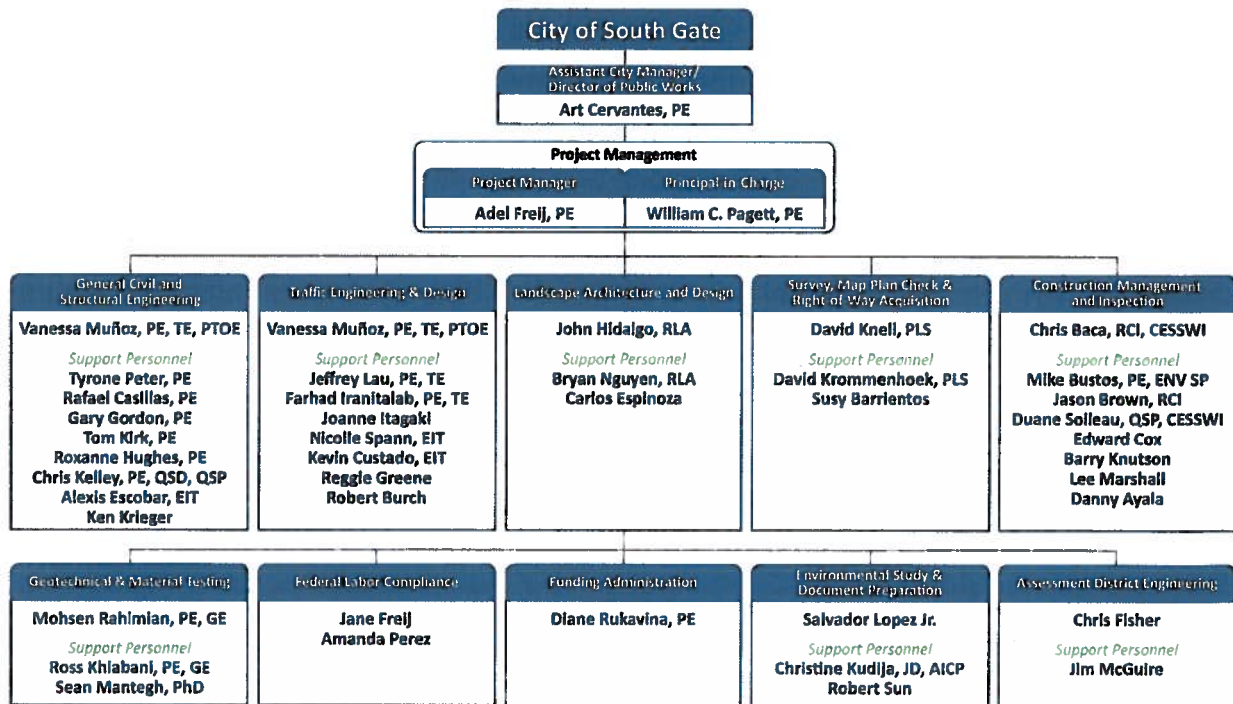 City of South Gate
Assistant City Manager/
Director of Public Works
Art Cervantes, PE
Project Management
Project Manager
Adel Freij, PE
Principal in Charge
William C. Pagett, PE
General Civil and
Structural Engineering
Vanessa Muñoz, PE, TE, PTOE
Support Personnel
Tyrone Peter, PE
Rafael Casillas, PE
Gary Gordon, PE
Tom Kirk, PE
Roxanne Hughes, PE
Chris Kelley, PE, QSD, QSP
Alexis Escobar, EIT
Ken Krieger
Traffic Engineering & Design
Vanessa Muñoz, PE, TE, PTOE
Support Personnel
Jeffrey Lau, PE, TE
Farhad Iranitalab, PE, TE
Joanne Itagaki
Nicolle Spann, EIT
Kevin Custado, EIT
Reggie Greene
Robert Burch
Landscape Architecture and Design
John Hidalgo, RLA
Support Personnel
Bryan Nguyen, RLA
Carlos Espinoza
Survey, Map Plan Check &
Right-of-Way Acquisition
David Knell, PLS
Support Personnel
David Krommenhoek, PLS
Susy Barrientos
Construction Management
and Inspection
Chris Baca, RCI, CESSWI
Support Personnel
Mike Bustos, PE, ENV SP
Jason Brown, RCI
Duane Soileau, QSP, CESSWI
Edward Cox
Barry Knutson
Lee Marshall
Danny Ayala
Geotechnical & Material Testing
Mohsen Rahimian, PE, GE
Support Personnel
Ross Khiabani, PE, GE
Sean Mantegh, PhD
Federal Labor Compliance
Jane Freij
Amanda Perez
Funding Administration
Diane Rukavina, PE
Environmental Study &
Document Preparation
Salvador Lopez Jr.
Support Personnel
Christine Kudija, JD, AICP
Robert Sun
Assessment District Engineering
Chris Fisher
Support Personnel
Jim McGuire